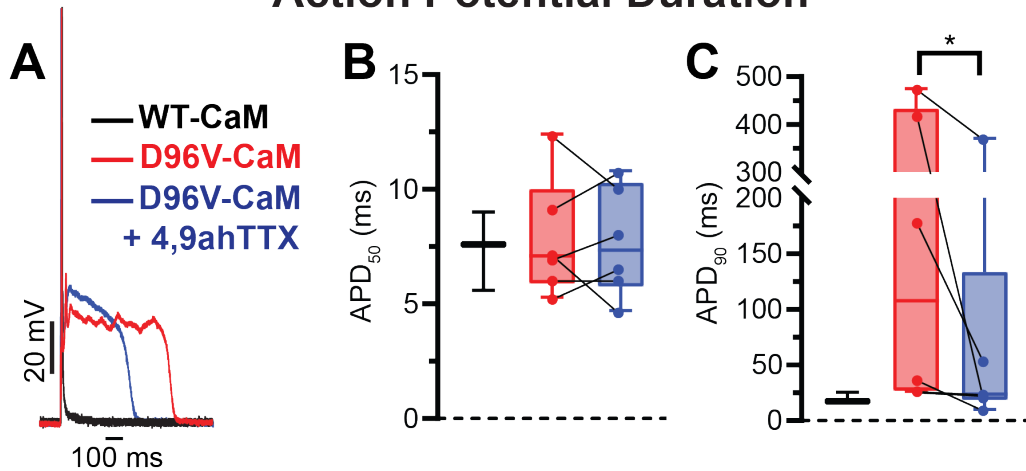 Action Potential Duration
A
WT-CaM
D96V-CaM
D96V-CaM
+ 4,9ahTTX
20 mV
100 ms
B
15
10
5
0
APD50 (ms)
C
*
500
400
300
200
150
100
50
0
APD90 (ms)